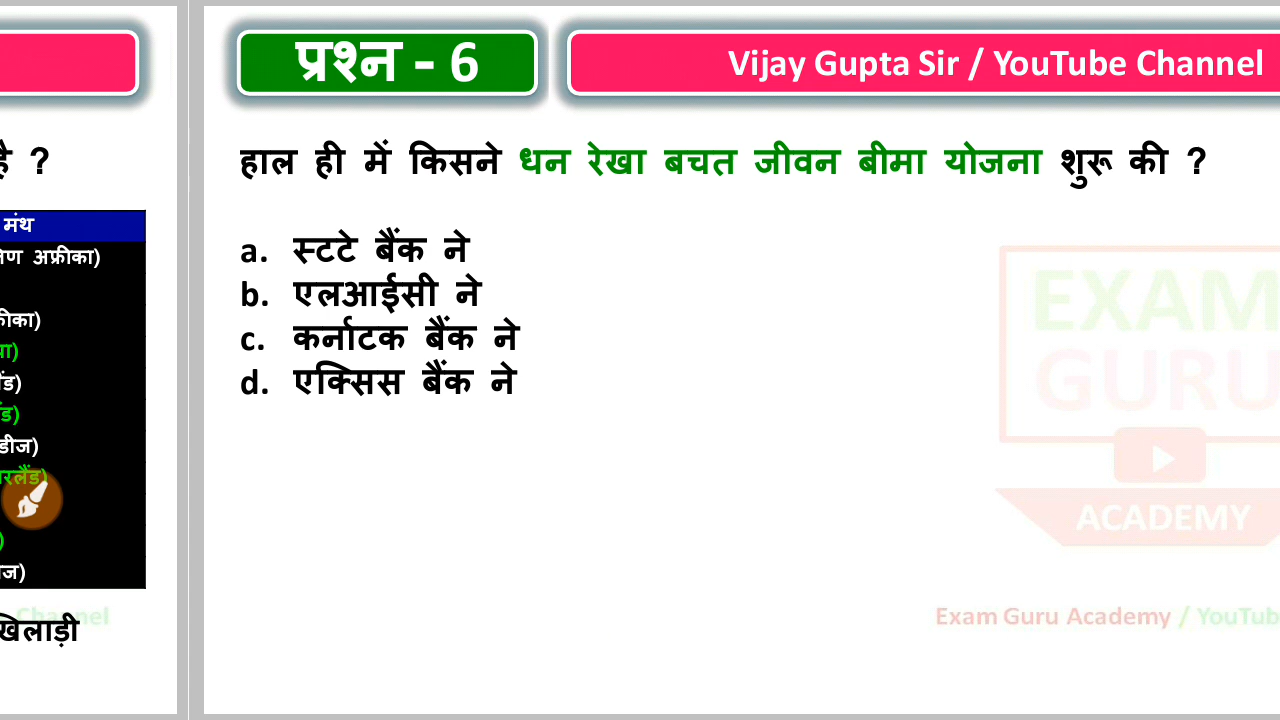 है ?
मंथ
अफ्रीका)
खिलाड़ी
प्रश्न - 6
Vijay Gupta Sir / YouTube Channel
हाल ही में किसने धन रेखा बचत जीवन बीमा योजना शुरू की ?
a. स्टटे बैंक ने
b. एलआईसी ने
c. कर्नाटक बैंक ने
d. एक्सिस बैंक ने
EXAM
GURU
ACADEMY
Exam Guru Academy / YouTub